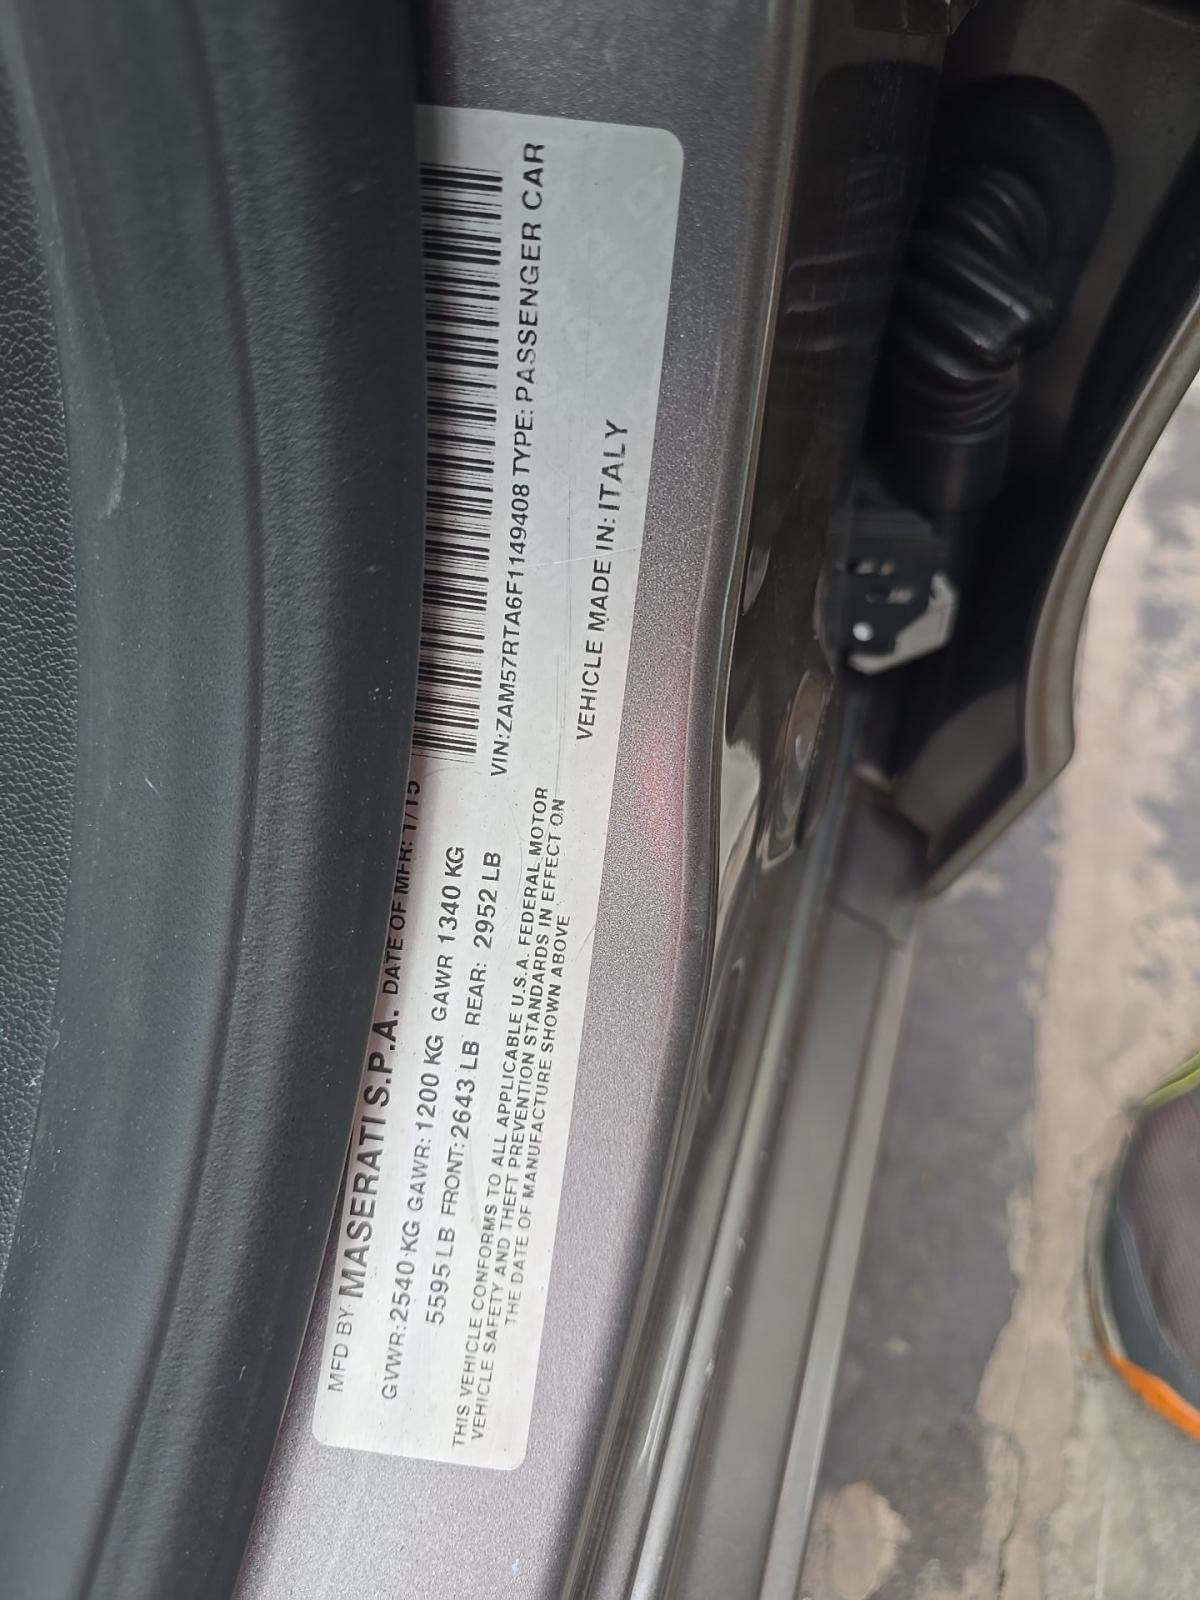 MFD BY MASERATI S.P.A. DATE OF MFR: 1/15
GVWR:2540 KG GAWR:1200 KG GAWR 1340 KG
5595 LB FRONT:2643 LB REAR: 2952 LB
THIS VEHICLE CONFORMS TO ALL APPLICABLE U.S.A. FEDERAL MOTOR
VEHICLE SAFETY AND THEFT PREVENTION STANDARDS IN EFFECT ON
THE DATE OF MANUFACTURE SHOWN ABOVE
VIN:ZAM57RTA6F1149408 TYPE: PASSENGER CAR
VEHICLE MADE IN: ITALY